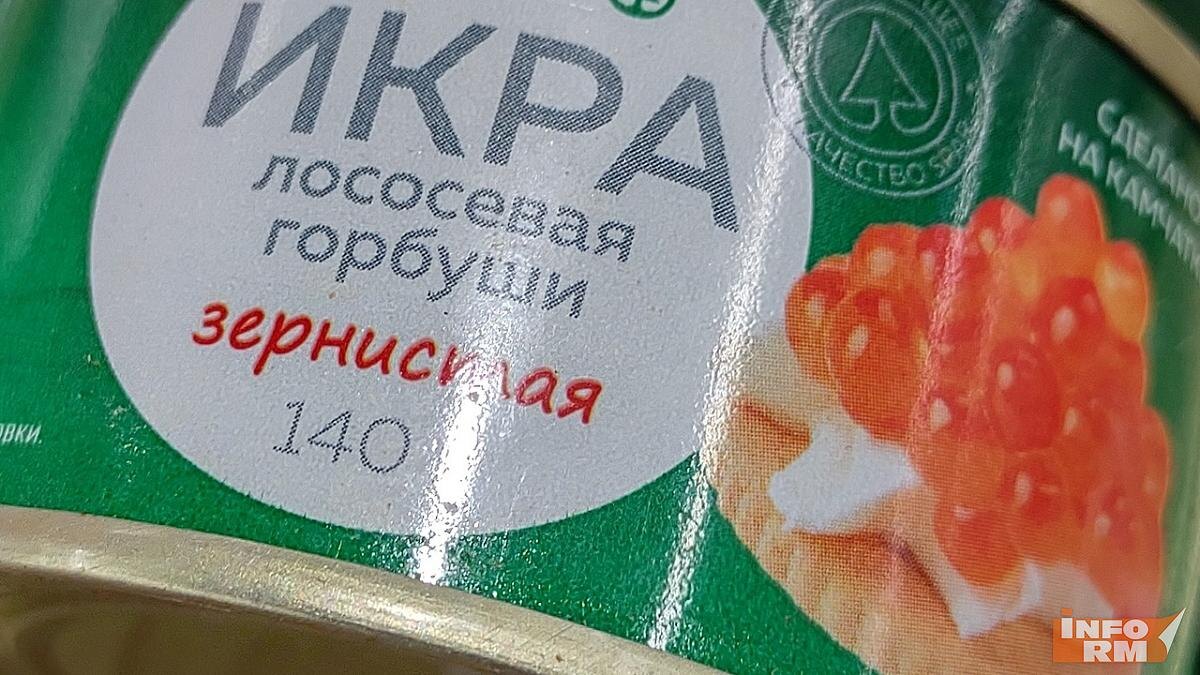 ИКРА
лососевая
горбуши
зернистая
140
СДЕЛАНО
НА КАМЧАТКЕ
INFO
RM